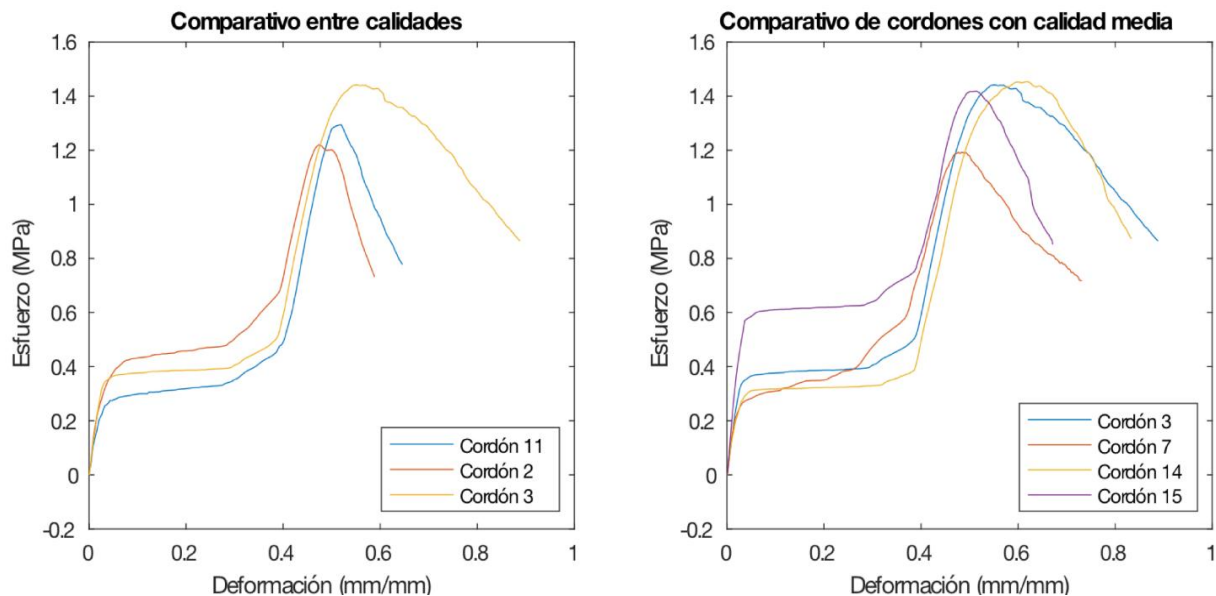 Comparativo entre calidades
1.6
1.4
1.2
1
0.8
0.6
0.4
0.2
0
-0.2
Esfuerzo (MPa)
0 0.2 0.4 0.6 0.8 1
Deformación (mm/mm)
Cordón 11
Cordón 2
Cordón 3
Comparativo de cordones con calidad media
1.6
1.4
1.2
1
0.8
0.6
0.4
0.2
0
-0.2
Esfuerzo (MPa)
0 0.2 0.4 0.6 0.8 1
Deformación (mm/mm)
Cordón 3
Cordón 7
Cordón 14
Cordón 15